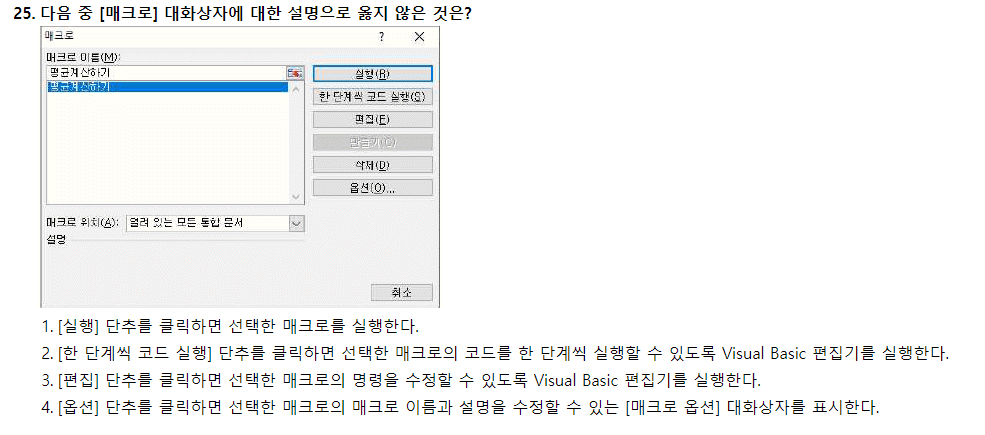 25. 다음 중 [매크로] 대화상자에 대한 설명으로 옳지 않은 것은?
매크로
? ×
매크로 이름(M):
평균계산하기
실행(R)
평균계산하기
한 단계씩 코드 실행(S)
편집(E)
만들기(C)
삭제(D)
옵션(O)...
매크로 위치(A): 열려 있는 모든 통합 문서
설명
취소
1. [실행] 단추를 클릭하면 선택한 매크로를 실행한다.
2. [한 단계씩 코드 실행] 단추를 클릭하면 선택한 매크로의 코드를 한 단계씩 실행할 수 있도록 Visual Basic 편집기를 실행한다.
3. [편집] 단추를 클릭하면 선택한 매크로의 명령을 수정할 수 있도록 Visual Basic 편집기를 실행한다.
4. [옵션] 단추를 클릭하면 선택한 매크로의 매크로 이름과 설명을 수정할 수 있는 [매크로 옵션] 대화상자를 표시한다.